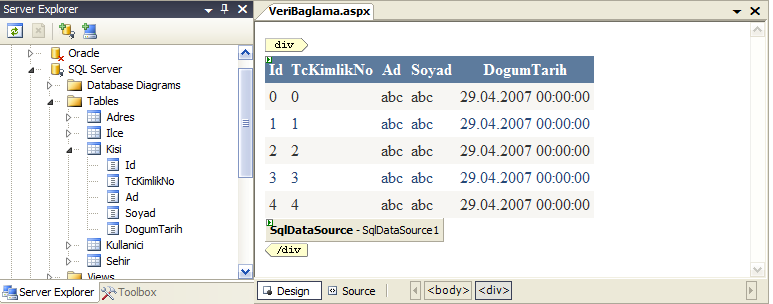 Server Explorer
Oracle
SQL Server
Database Diagrams
Tables
Adres
Ilce
Kisi
Id
TcKimlikNo
Ad
Soyad
DogumTarih
Kullanici
Sehir
Views
Server Explorer Toolbox
VeriBaglama.aspx
div
Id TcKimlikNo Ad Soyad DogumTarih
0 0 abc abc 29.04.2007 00:00:00
1 1 abc abc 29.04.2007 00:00:00
2 2 abc abc 29.04.2007 00:00:00
3 3 abc abc 29.04.2007 00:00:00
4 4 abc abc 29.04.2007 00:00:00
SqlDataSource - SqlDataSource1
/div
Design Source <body> <div>